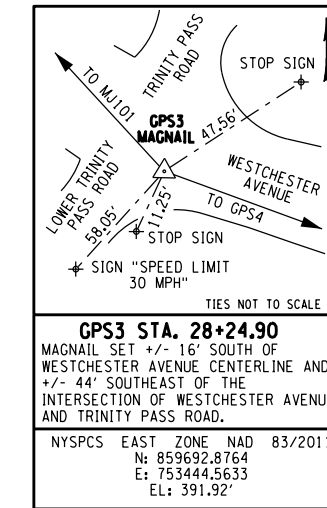 TRINITY PASS
ROAD
STOP SIGN
TO MJ101
GPS3
MAGNAIL
47.56'
LOWER TRINITY
PASS ROAD
WESTCHESTER
AVENUE
TO GPS4
58.05'
11.25'
STOP SIGN
SIGN "SPEED LIMIT
30 MPH"
TIES NOT TO SCALE
GPS3 STA. 28+24.90
MAGNAIL SET +/- 16' SOUTH OF
WESTCHESTER AVENUE CENTERLINE AND
+/- 44' SOUTHEAST OF THE
INTERSECTION OF WESTCHESTER AVENU
AND TRINITY PASS ROAD.
NYSPCS EAST ZONE NAD 83/2011
N: 859692.8764
E: 753444.5633
EL: 391.92'